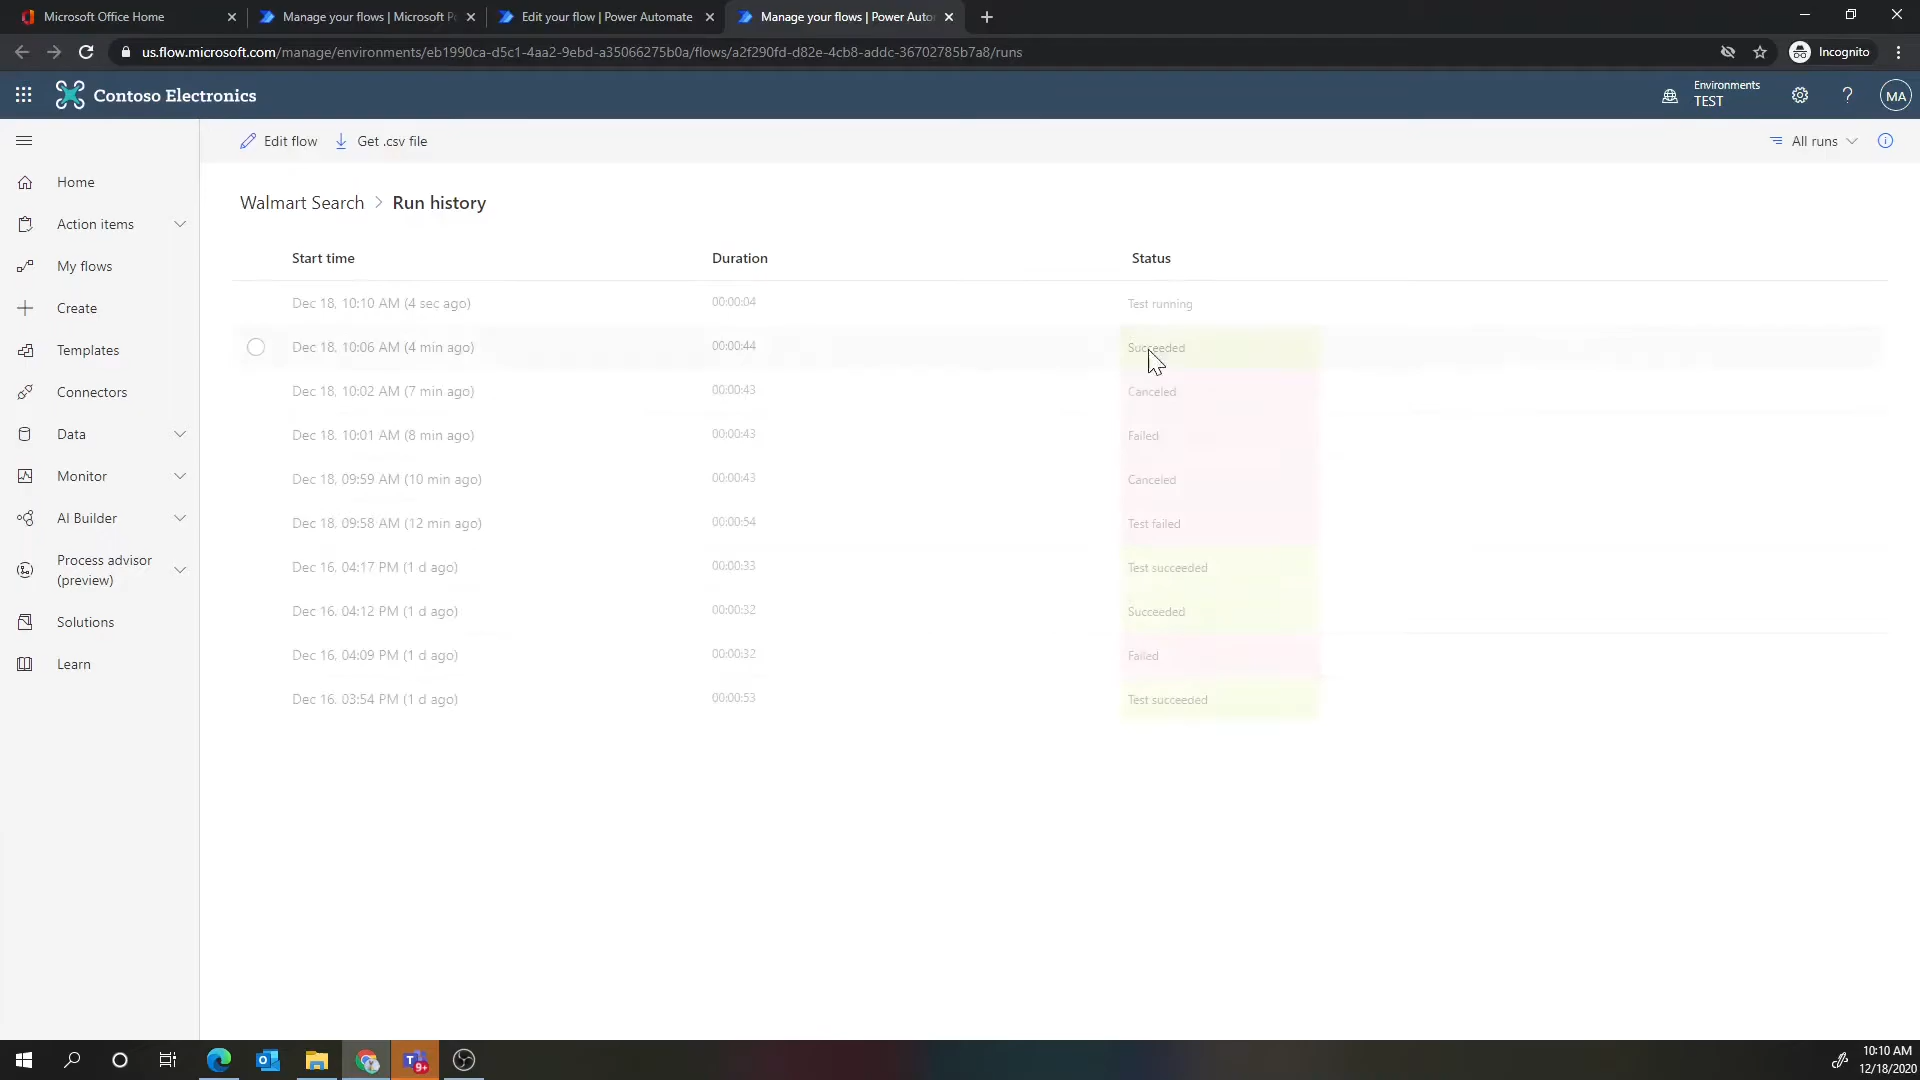 Microsoft Office Home
Manage your flows | Microsoft P
Edit your flow | Power Automate
Manage your flows | Power Auto
us.flow.microsoft.com/manage/environments/eb1990ca-d5c1-4aa2-9ebd-a35066275b0a/flows/a2f290fd-d82e-4cb8-addc-36702785b7a8/runs
Incognito
Contoso Electronics
Environments
TEST
?
MA
Edit flow
Get .csv file
All runs
Home
Action items
My flows
Create
Templates
Connectors
Data
Monitor
AI Builder
Process advisor
(preview)
Solutions
Learn
Walmart Search > Run history
Start time Duration Status
Dec 18, 10:10 AM (4 sec ago) 00:00:04 Test running
Dec 18, 10:06 AM (4 min ago) 00:00:44 Succeeded
Dec 18, 10:02 AM (7 min ago) 00:00:43 Canceled
Dec 18, 10:01 AM (8 min ago) 00:00:43 Failed
Dec 18, 09:59 AM (10 min ago) 00:00:43 Canceled
Dec 18, 09:58 AM (12 min ago) 00:00:54 Test failed
Dec 16, 04:17 PM (1 d ago) 00:00:33 Test succeeded
Dec 16, 04:12 PM (1 d ago) 00:00:32 Succeeded
Dec 16, 04:09 PM (1 d ago) 00:00:32 Failed
Dec 16, 03:54 PM (1 d ago) 00:00:53 Test succeeded
9+
10:10 AM
12/18/2020